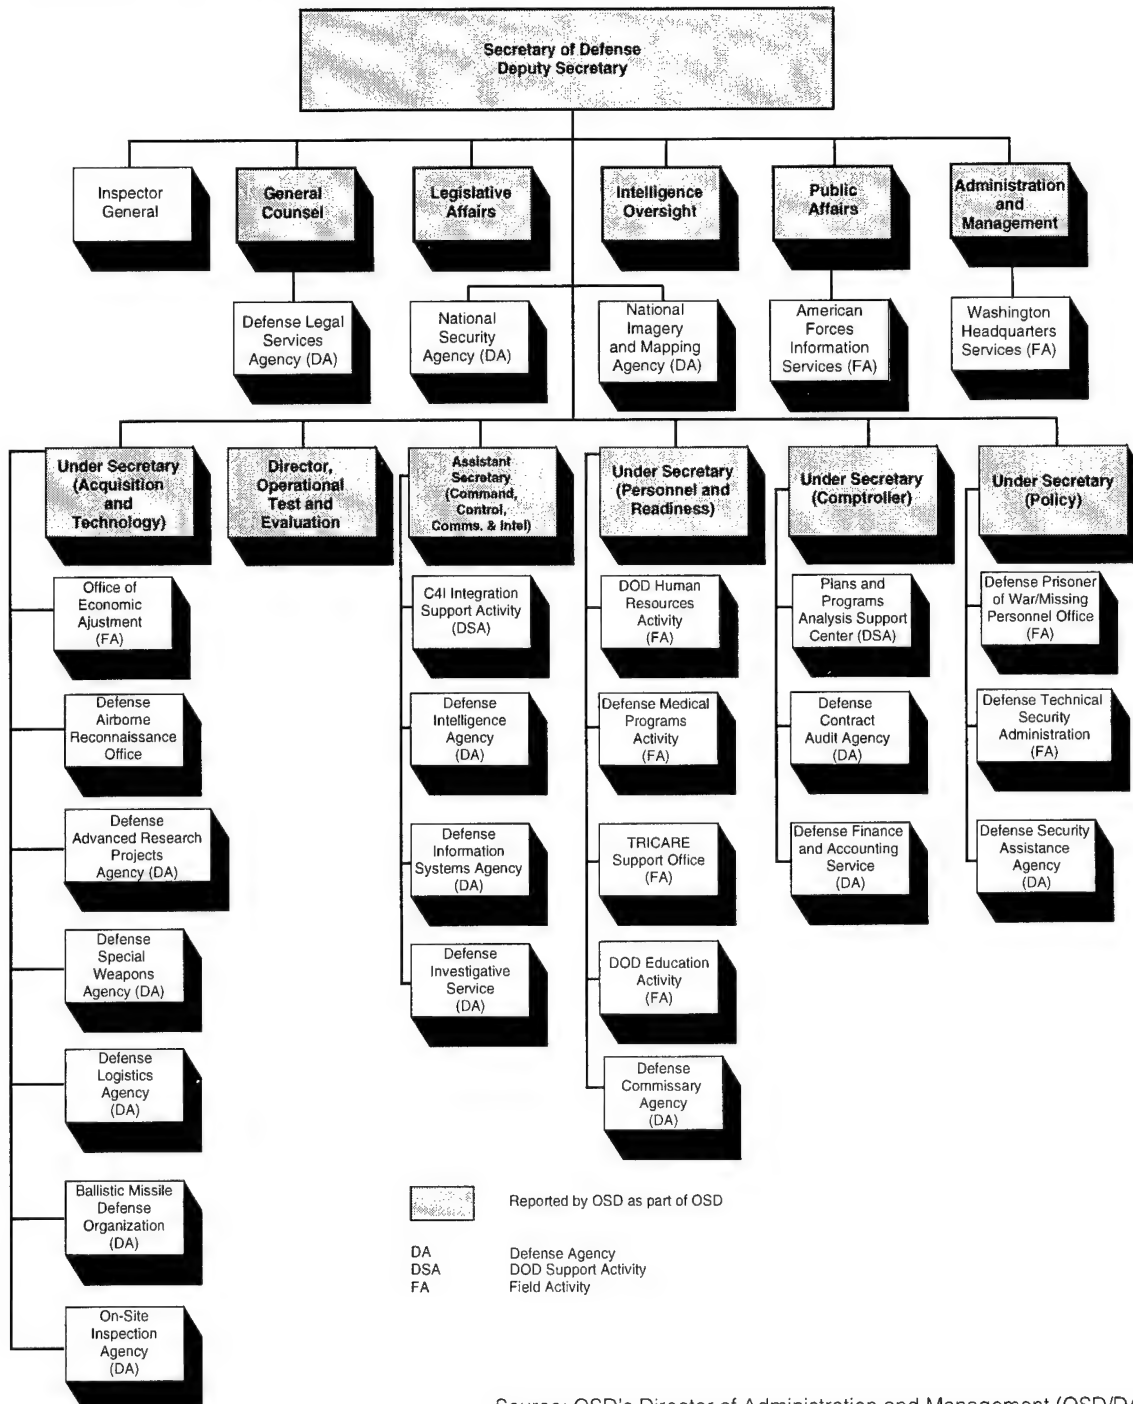 Secretary of Defense
Deputy Secretary
Inspector
General
General
Counsel
Legislative
Affairs
Intelligence
Oversight
Public
Affairs
Administration
and
Management
Defense Legal
Services
Agency (DA)
National
Security
Agency (DA)
National
Imagery
and Mapping
Agency (DA)
American
Forces
Information
Services (FA)
Washington
Headquarters
Services (FA)
Under Secretary
(Acquisition
and
Technology)
Director,
Operational
Test and
Evaluation
Assistant
Secretary
(Command,
Control,
Comms. & Intel)
Under Secretary
(Personnel and
Readiness)
Under Secretary
(Comptroller)
Under Secretary
(Policy)
Office of
Economic
Ajustment
(FA)
Defense
Airborne
Reconnaissance
Office
Defense
Advanced Research
Projects
Agency (DA)
Defense
Special
Weapons
Agency (DA)
Defense
Logistics
Agency
(DA)
Ballistic Missile
Defense
Organization
(DA)
On-Site
Inspection
Agency
(DA)
C4I Integration
Support Activity
(DSA)
Defense
Intelligence
Agency
(DA)
Defense
Information
Systems Agency
(DA)
Defense
Investigative
Service
(DA)
DOD Human
Resources
Activity
(FA)
Defense Medical
Programs
Activity
(FA)
TRICARE
Support Office
(FA)
DOD Education
Activity
(FA)
Defense
Commissary
Agency
(DA)
Plans and
Programs
Analysis Support
Center (DSA)
Defense
Contract
Audit Agency
(DA)
Defense Finance
and Accounting
Service
(DA)
Defense Prisoner
of War/Missing
Personnel Office
(FA)
Defense Technical
Security
Administration
(FA)
Defense Security
Assistance
Agency
(DA)
Reported by OSD as part of OSD
DA Defense Agency
DSA DOD Support Activity
FA Field Activity
Source: OSD's Director of Administration and Management (OSD/DA